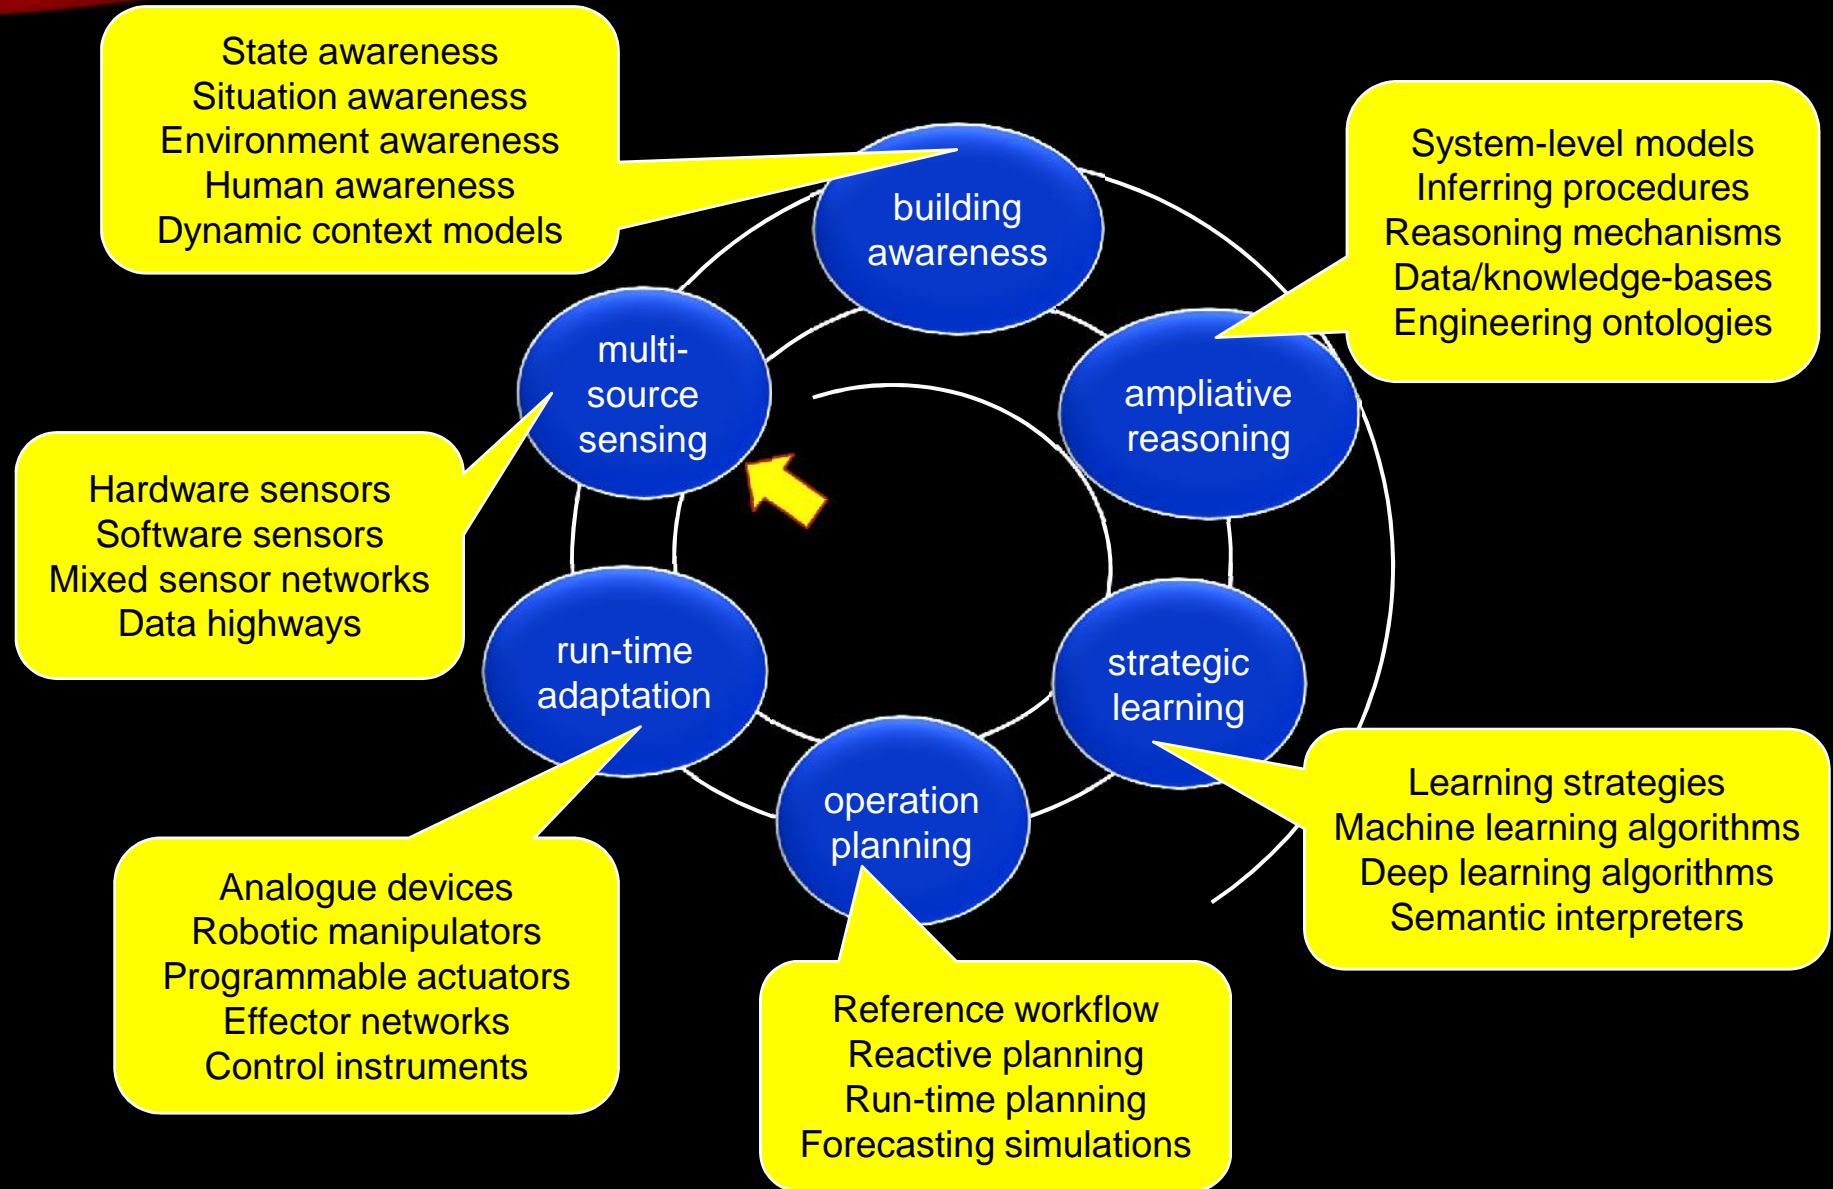 State awareness
Situation awareness
Environment awareness
Human awareness
Dynamic context models
building
awareness
System-level models
Inferring procedures
Reasoning mechanisms
Data/knowledge-bases
Engineering ontologies
multi-
source
sensing
ampliative
reasoning
Hardware sensors
Software sensors
Mixed sensor networks
Data highways
run-time
adaptation
strategic
learning
operation
planning
Learning strategies
Machine learning algorithms
Deep learning algorithms
Semantic interpreters
Analogue devices
Robotic manipulators
Programmable actuators
Effector networks
Control instruments
Reference workflow
Reactive planning
Run-time planning
Forecasting simulations